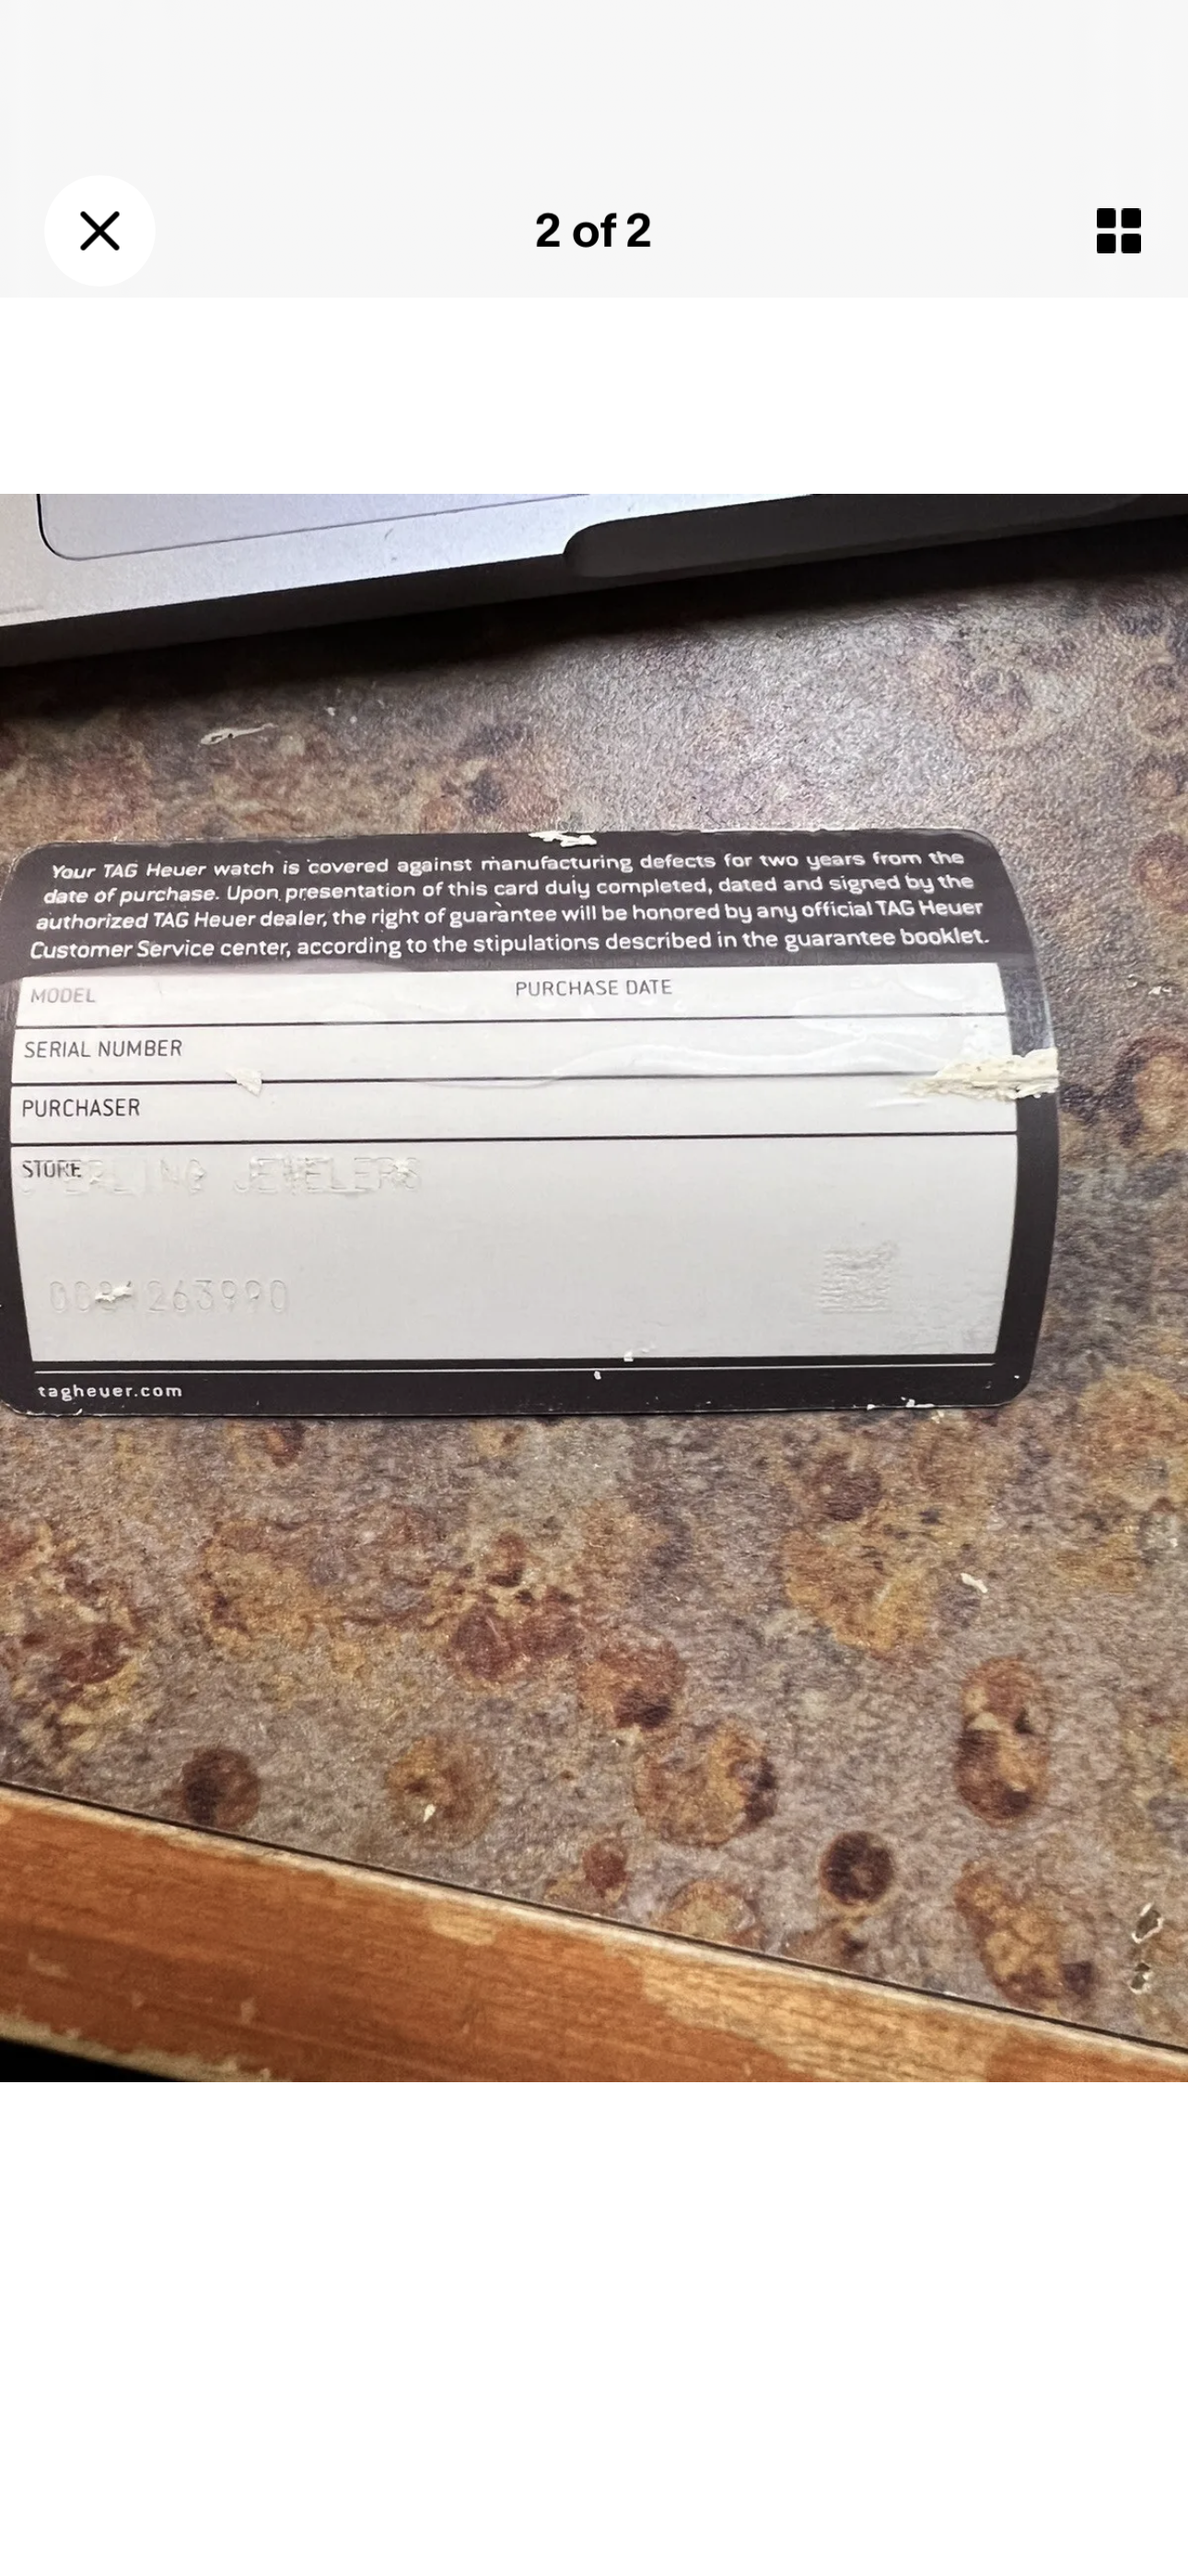 2 of 2
Your TAG Heuer watch is covered against manufacturing defects for two years from the
date of purchase. Upon presentation of this card duly completed, dated and signed by the
authorized TAG Heuer dealer, the right of guarantee will be honored by any official TAG Heuer
Customer Service center, according to the stipulations described in the guarantee booklet.
MODEL PURCHASE DATE
SERIAL NUMBER
PURCHASER
STORE
JEWELERS
tagheuer.com